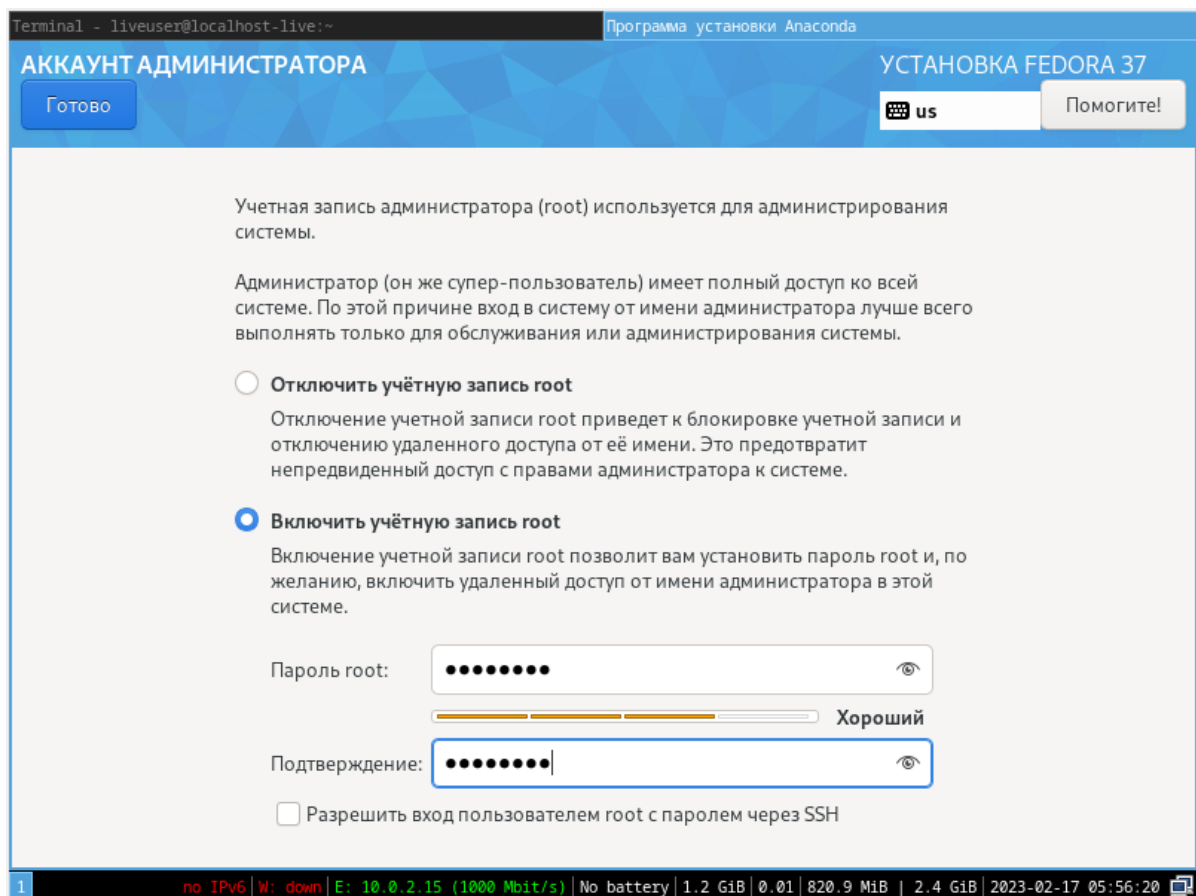 Terminal - liveuser@localhost-live:~
Программа установки Anaconda
АККАУНТ АДМИНИСТРАТОРА
УСТАНОВКА FEDORA 37
Готово
us
Помогите!
Учетная запись администратора (root) используется для администрирования
системы.
Администратор (он же супер-пользователь) имеет полный доступ ко всей
системе. По этой причине вход в систему от имени администратора лучше всего
выполнять только для обслуживания или администрирования системы.
Отключить учётную запись root
Отключение учетной записи root приведет к блокировке учетной записи и
отключению удаленного доступа от её имени. Это предотвратит
непредвиденный доступ с правами администратора к системе.
Включить учётную запись root
Включение учетной записи root позволит вам установить пароль root и, по
желанию, включить удаленный доступ от имени администратора в этой
системе.
Пароль root: ●●●●●●●●
Хороший
Подтверждение: ●●●●●●●●
Разрешить вход пользователем root с паролем через SSH
1 no IPv6 | W: down | E: 10.0.2.15 (1000 Mbit/s) | No battery | 1.2 GiB | 0.01 | 820.9 MiB | 2.4 GiB | 2023-02-17 05:56:20